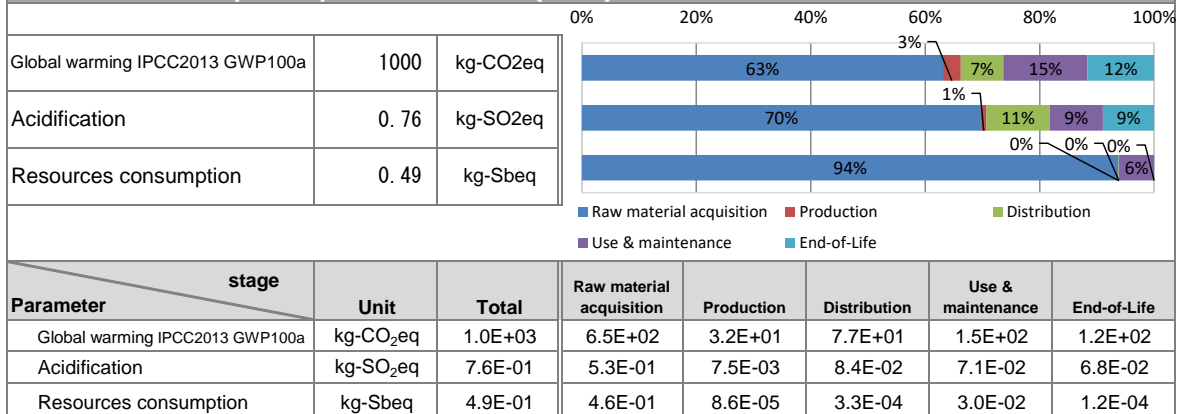 0% 20% 40% 60% 80% 100%
Global warming IPCC2013 GWP100a 1000 kg-CO2eq
3%
63% 7% 15% 12%
Acidification 0.76 kg-SO2eq
1%
70% 11% 9% 9%
Resources consumption 0.49 kg-Sbeq
0% 0% 0%
94% 6%
Raw material acquisition Production Distribution
Use & maintenance End-of-Life
stage
Parameter Unit Total Raw material acquisition Production Distribution Use & maintenance End-of-Life
Global warming IPCC2013 GWP100a kg-CO₂eq 1.0E+03 6.5E+02 3.2E+01 7.7E+01 1.5E+02 1.2E+02
Acidification kg-SO₂eq 7.6E-01 5.3E-01 7.5E-03 8.4E-02 7.1E-02 6.8E-02
Resources consumption kg-Sbeq 4.9E-01 4.6E-01 8.6E-05 3.3E-04 3.0E-02 1.2E-04